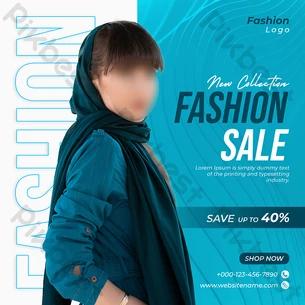 Fashion
Logo
New Collection
FASHION
FASHION
SALE
Lorem Ipsum is simply dummy text
of the printing and typesetting
industry.
SAVE UP TO 40%
SHOP NOW
+000-123-456-7890
www.websitename.com